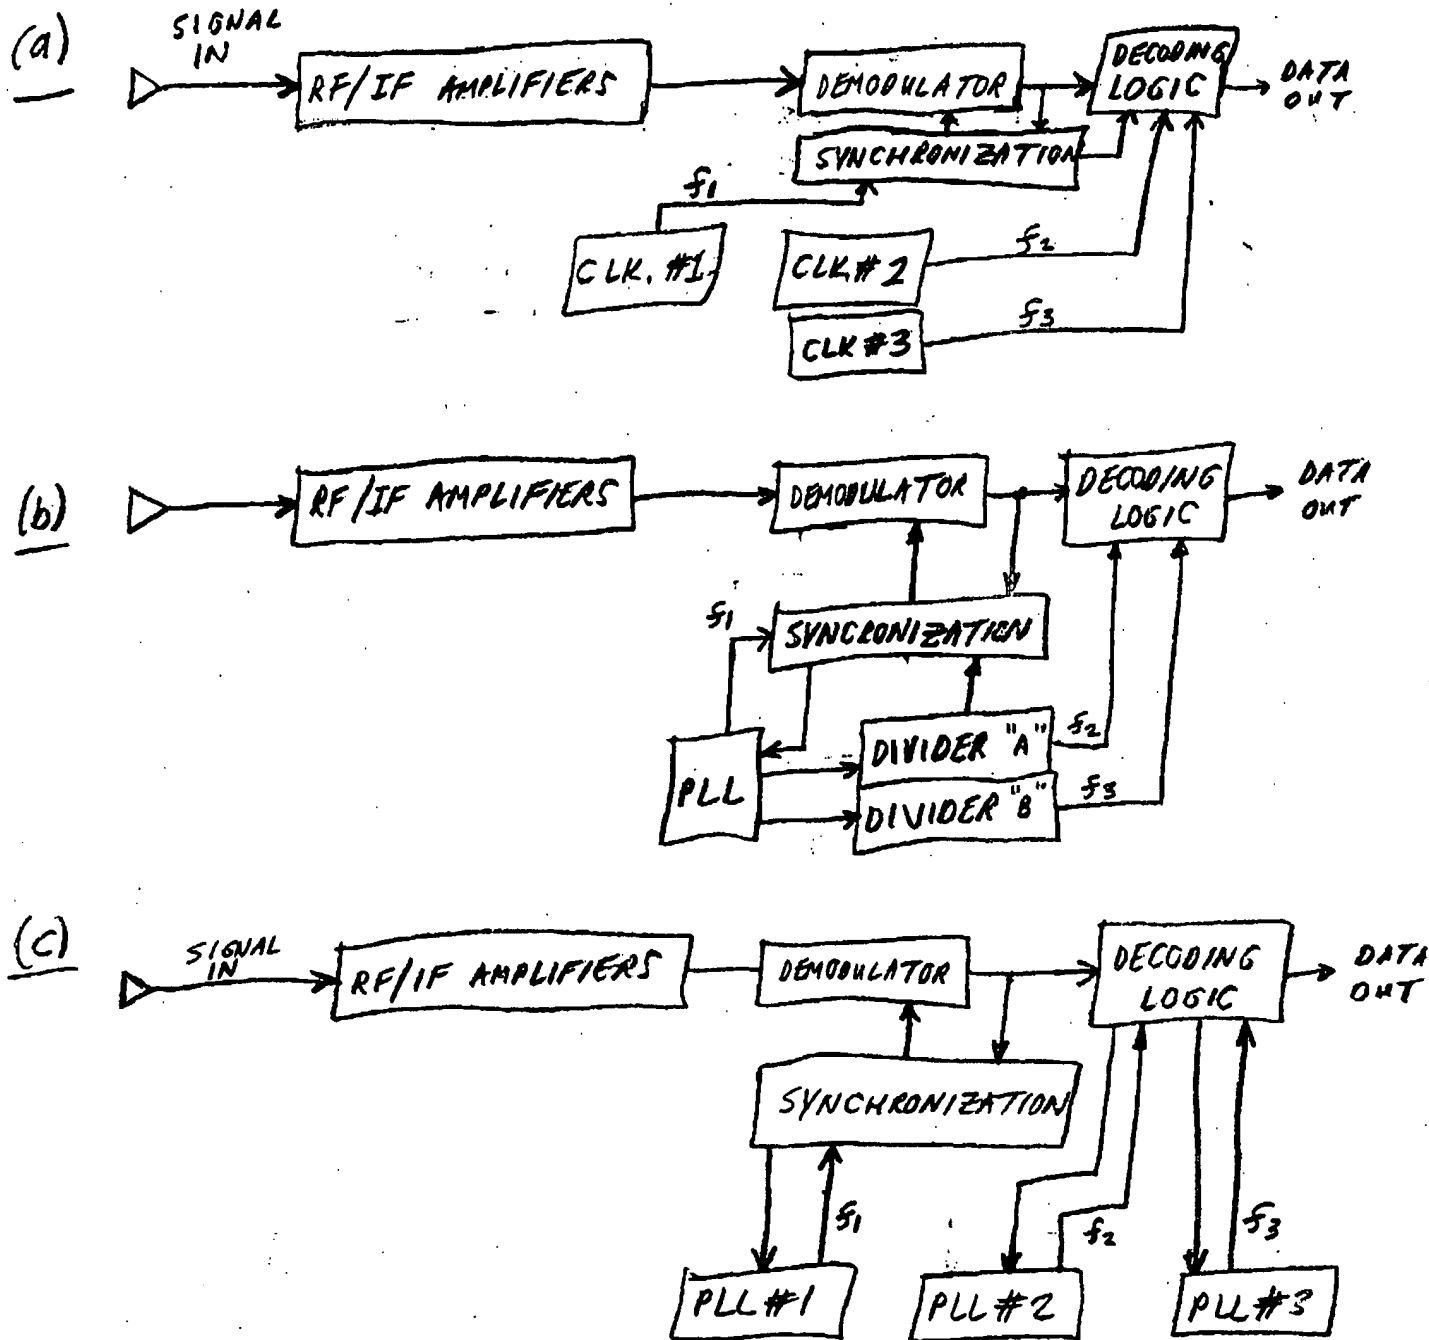 (a)
SIGNAL
IN
RF/IF AMPLIFIERS
DEMODULATOR
DECODING
LOGIC
DATA
OUT
SYNCHRONIZATION
f1
CLK. #1
CLK.#2
f2
CLK #3
f3
(b)
RF/IF AMPLIFIERS
DEMODULATOR
DECODING
LOGIC
DATA
OUT
f1
SYNCRONIZATION
PLL
DIVIDER "A"
f2
DIVIDER "B"
f3
(c)
SIGNAL
IN
RF/IF AMPLIFIERS
DEMODULATOR
DECODING
LOGIC
DATA
OUT
SYNCHRONIZATION
f1
f2
f3
PLL #1
PLL #2
PLL #3